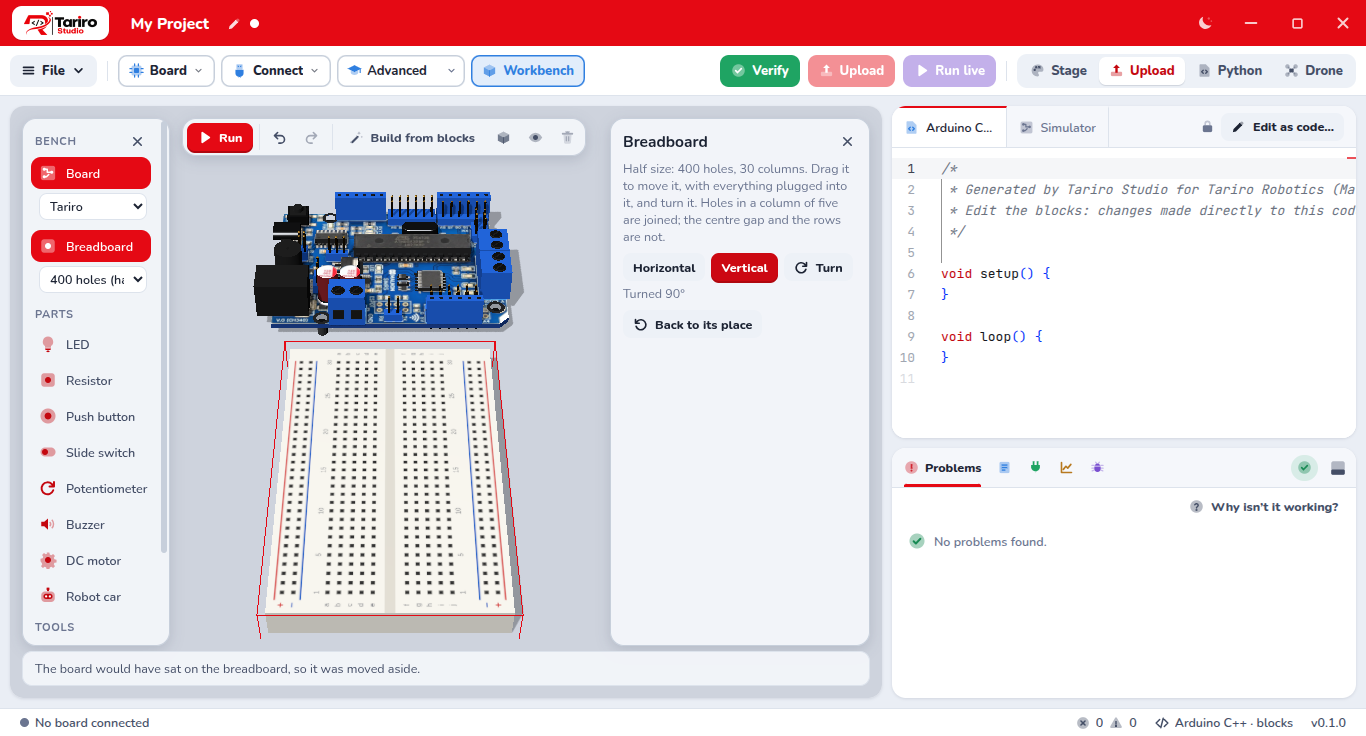 Tariro
Studio
My Project
File
Board
Connect
Advanced
Workbench
Verify
Upload
Run live
Stage
Upload
Python
Drone
BENCH
Board
Tariro
Breadboard
400 holes (ha
PARTS
LED
Resistor
Push button
Slide switch
Potentiometer
Buzzer
DC motor
Robot car
TOOLS
Run
Build from blocks
Breadboard
Half size: 400 holes, 30 columns. Drag it
to move it, with everything plugged into
it, and turn it. Holes in a column of five
are joined; the centre gap and the rows
are not.
Horizontal
Vertical
Turn
Turned 90°
Back to its place
The board would have sat on the breadboard, so it was moved aside.
Arduino C...
Simulator
Edit as code...
1 /*
2 * Generated by Tariro Studio for Tariro Robotics (Ma
3 * Edit the blocks: changes made directly to this cod
4 */
5
6 void setup() {
7 }
8
9 void loop() {
10 }
11
Problems
Why isn't it working?
No problems found.
No board connected
0
0
Arduino C++ · blocks
v0.1.0